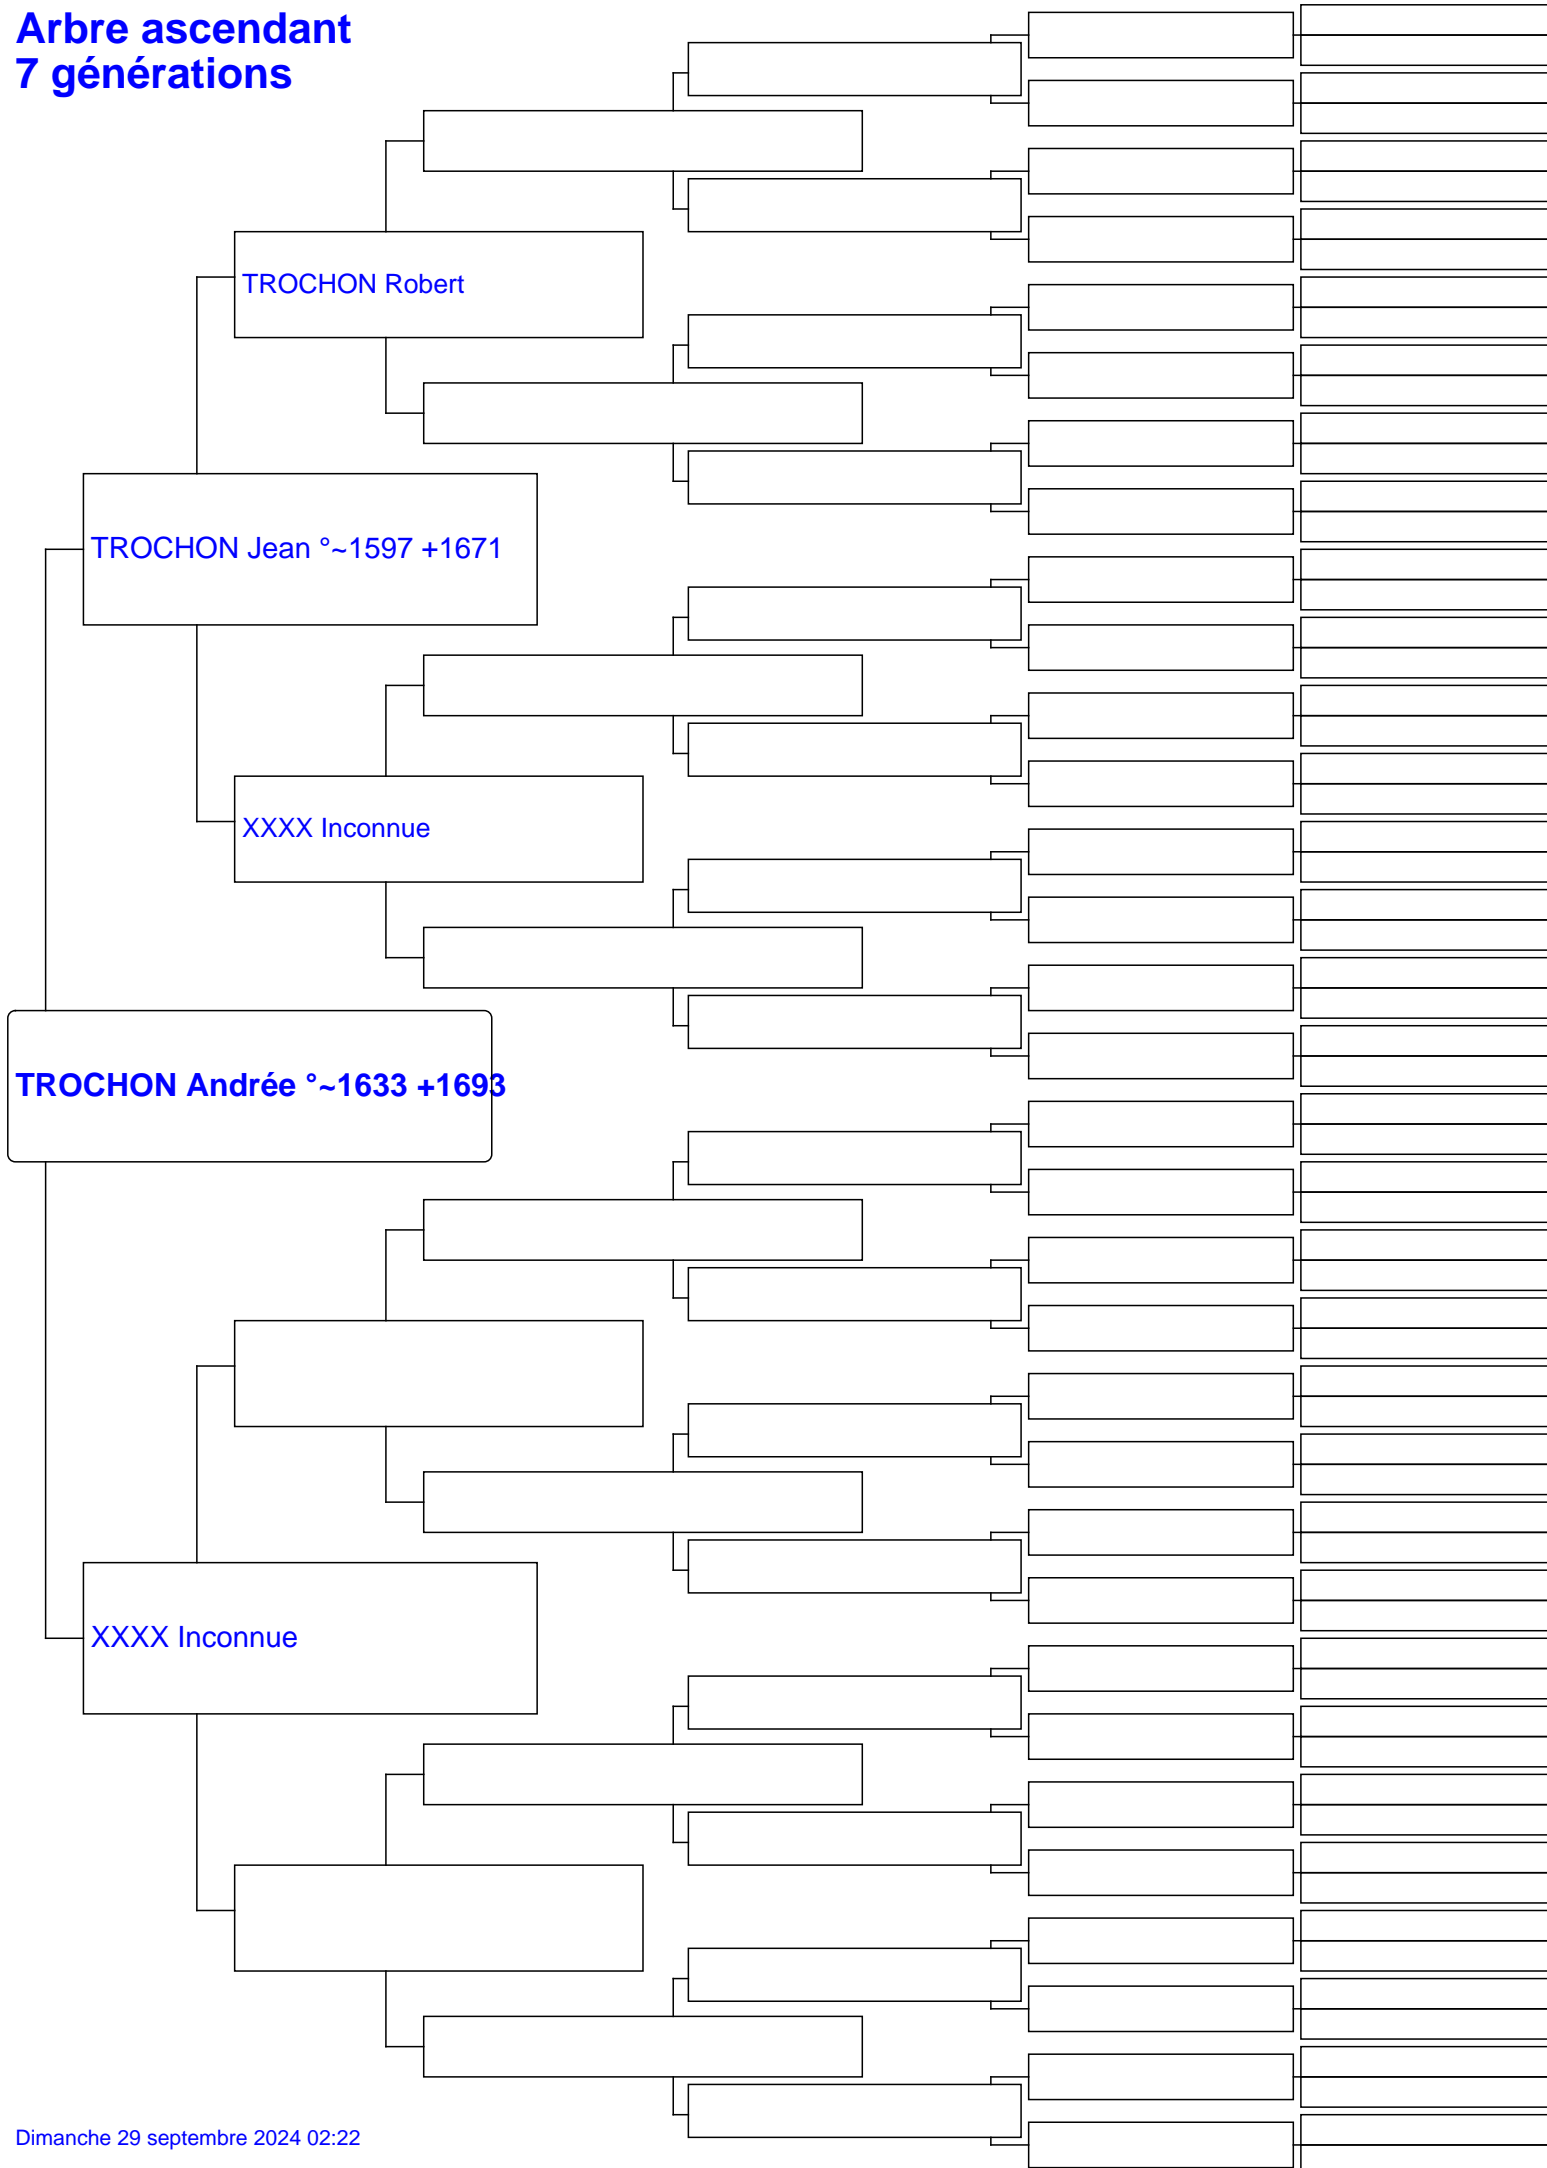 Arbre ascendant
7 générations
TROCHON Robert
TROCHON Jean °~1597 +1671
XXXX Inconnue
TROCHON Andrée °~1633 +1693
XXXX Inconnue
Dimanche 29 septembre 2024 02:22